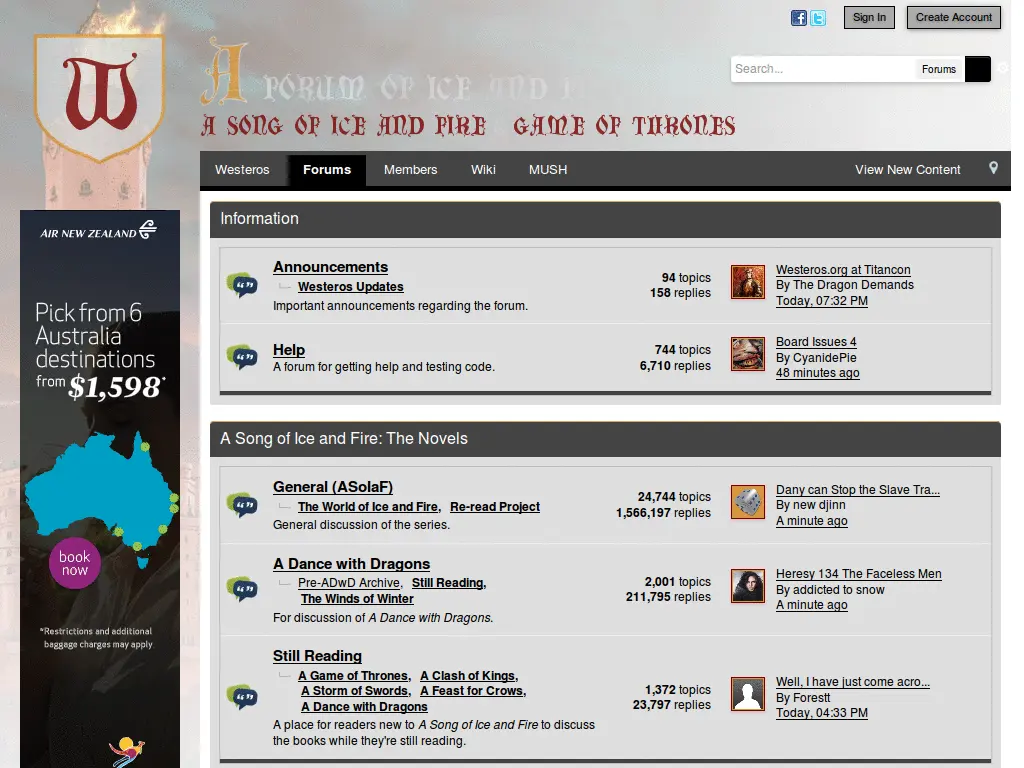 Sign In
Create Account
A FORUM OF ICE AND
A SONG OF ICE AND FIRE GAME OF THRONES
Search...
Forums
Westeros
Forums
Members
Wiki
MUSH
View New Content
AIR NEW ZEALAND
Pick from 6
Australia
destinations
from $1,598*
book
now
*Restrictions and additional
baggage charges may apply
Information
Announcements
Westeros Updates
Important announcements regarding the forum.
94 topics
158 replies
Westeros.org at Titancon
By The Dragon Demands
Today, 07:32 PM
Help
A forum for getting help and testing code.
744 topics
6,710 replies
Board Issues 4
By CyanidePie
48 minutes ago
A Song of Ice and Fire: The Novels
General (ASoIaF)
The World of Ice and Fire, Re-read Project
General discussion of the series.
24,744 topics
1,566,197 replies
Dany can Stop the Slave Tra...
By new djinn
A minute ago
A Dance with Dragons
Pre-ADwD Archive, Still Reading,
The Winds of Winter
For discussion of A Dance with Dragons.
2,001 topics
211,795 replies
Heresy 134 The Faceless Men
By addicted to snow
A minute ago
Still Reading
A Game of Thrones, A Clash of Kings,
A Storm of Swords, A Feast for Crows,
A Dance with Dragons
A place for readers new to A Song of Ice and Fire to discuss
the books while they're still reading.
1,372 topics
23,797 replies
Well, I have just come acro...
By Forestt
Today, 04:33 PM